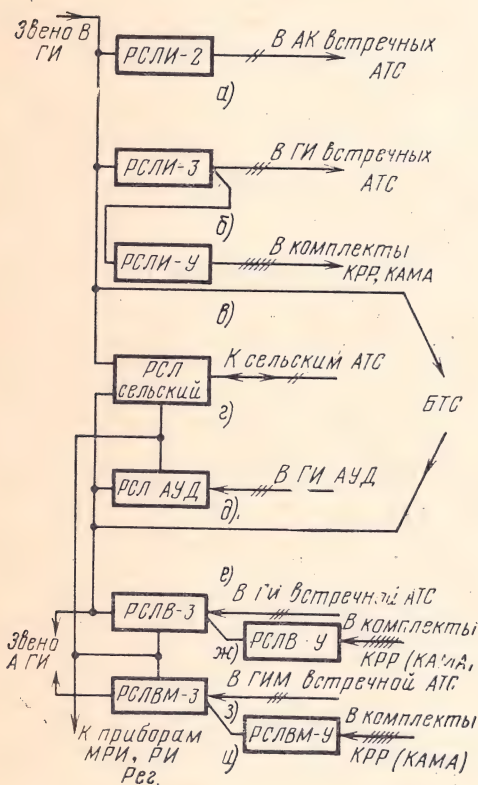 Звено В
ГИ
РСЛИ-2
В АК встречных
АТС
а)
РСЛИ-3
В ГИ встречных
АТС
б)
РСЛИ-У
В комплекты
КРР, КАМА
в)
РСЛ
сельский
К сельским АТС
г)
БТС
РСЛ АУД
В ГИ АУД
д).
е)
РСЛВ-3
В ГИ встречной АТС
Звено
А ГИ
ж)
РСЛВ-У
В комплекты
КРР (КАМА,
РСЛВМ-3
В ГИМ встречной АТС
з)
К приборам
МРИ, РИ
Рег.
и)
РСЛВМ-У
В комплекты
КРР (КАМА)